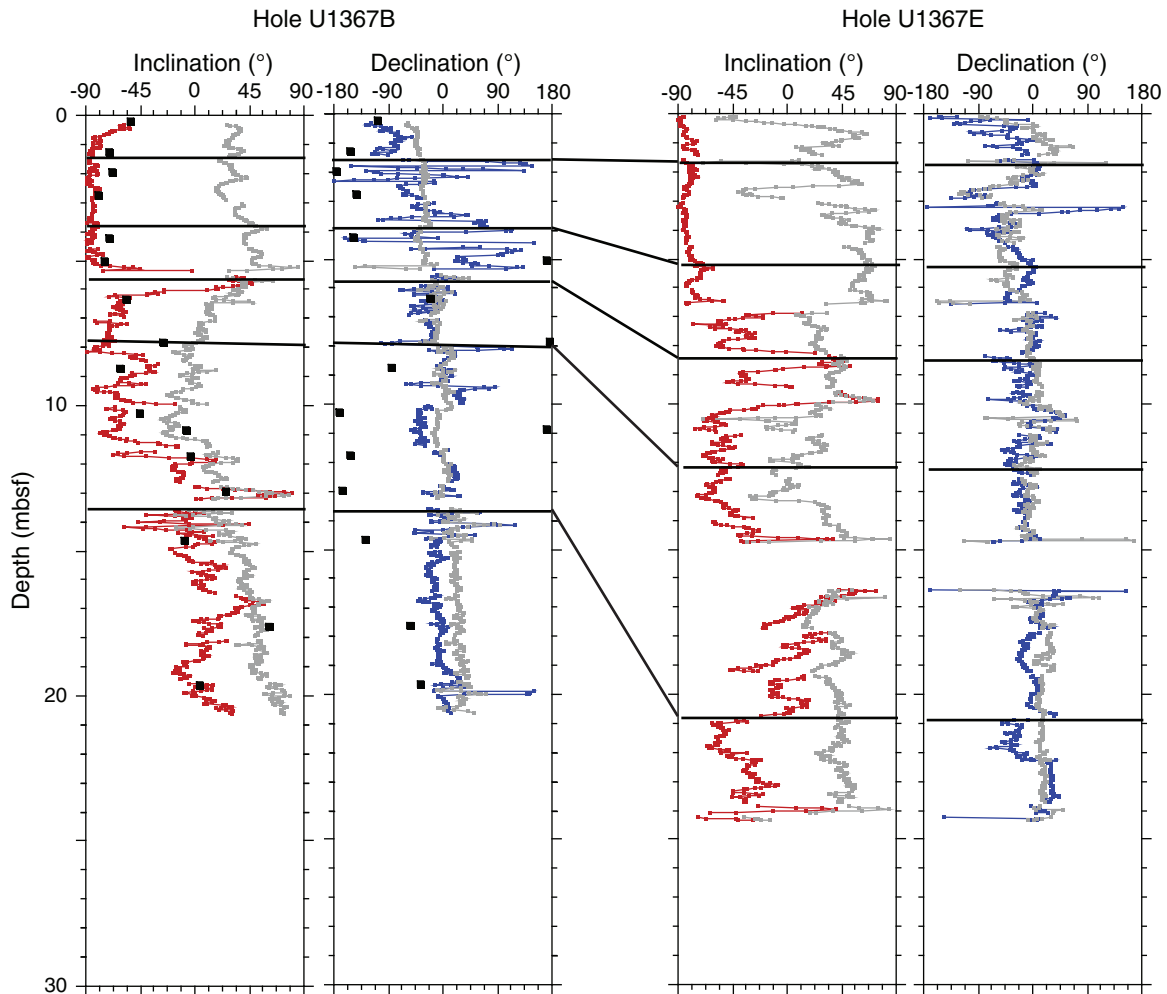 Hole U1367B
Hole U1367E
Inclination (°)
Declination (°)
Inclination (°)
Declination (°)
-90 -45 0 45 90
-180 -90 0 90 180
-90 -45 0 45 90
-180 -90 0 90 180
0
10
20
30
Depth (mbsf)